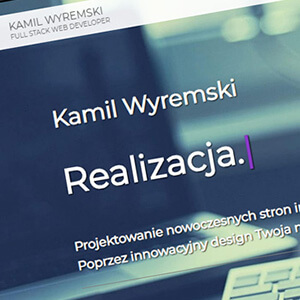 KAMIL WYREMSKI
FULL STACK WEB DEVELOPER
Kamil Wyremski
Realizacja.
Projektowanie nowoczesnych stron
Poprzez innowacyjny design Twoja